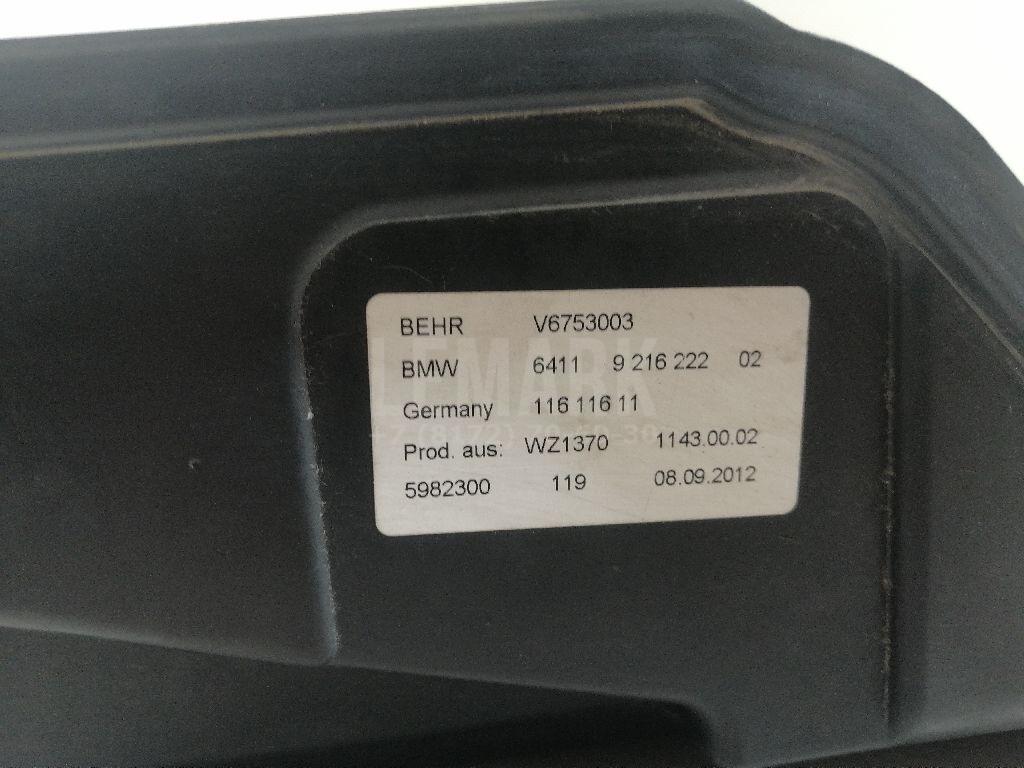 BEHR V6753003
BMW 6411 9 216 222 02
LEMARK
Germany 116 116 11
Prod. aus: WZ1370 1143.00.02
5982300 119 08.09.2012